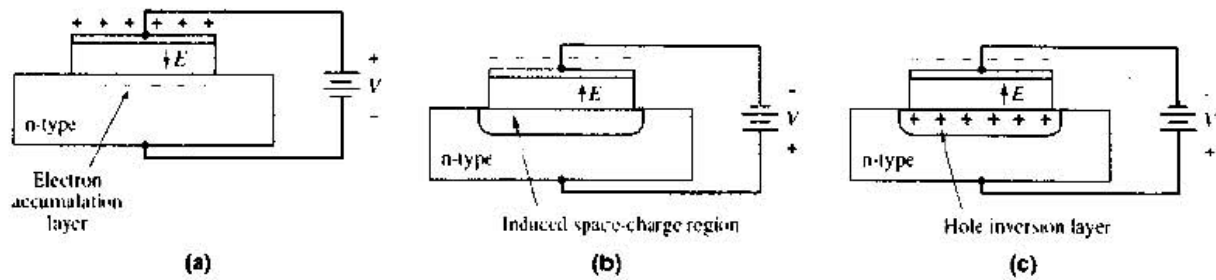 + + + + + +
E
+
V
−
n-type
Electron
accumulation
layer
(a)
E
-
V
+
n-type
Induced space-charge region
(b)
E
-
V
+
+ + + + + +
n-type
Hole inversion layer
(c)